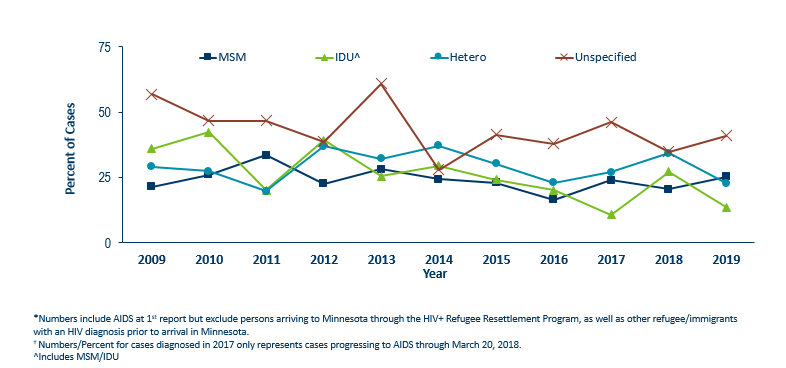 75
MSM IDU^ Hetero Unspecified
50
Percent of Cases
25
0
2009 2010 2011 2012 2013 2014 2015 2016 2017 2018 2019
Year
*Numbers include AIDS at 1st report but exclude persons arriving to Minnesota through the HIV+ Refugee Resettlement Program, as well as other refugee/immigrants
with an HIV diagnosis prior to arrival in Minnesota.
† Numbers/Percent for cases diagnosed in 2017 only represents cases progressing to AIDS through March 20, 2018.
^Includes MSM/IDU